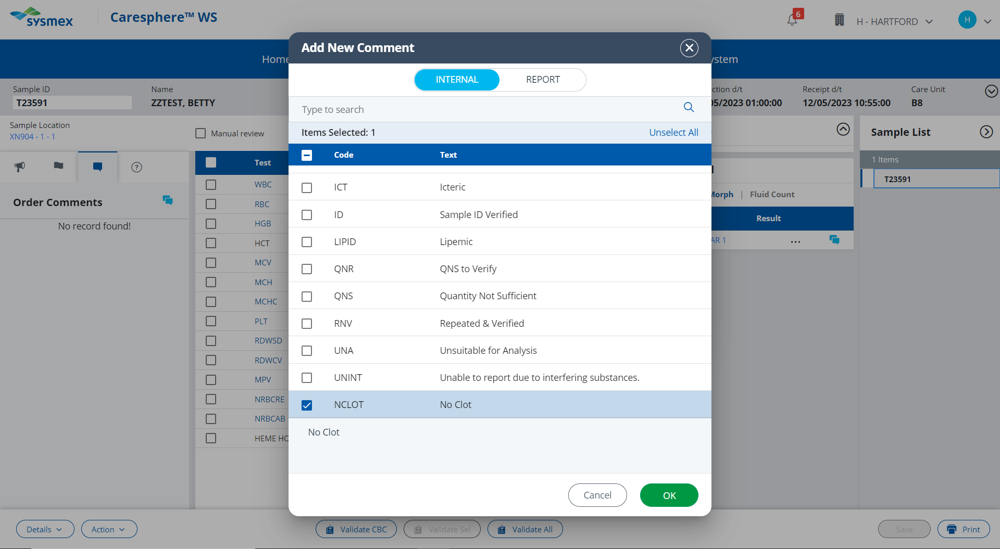 sysmex
Caresphere™ WS
6
H - HARTFORD
H
Add New Comment
Home
ystem
INTERNAL
REPORT
Sample ID
Name
ction d/t
Receipt d/t
Care Unit
T23591
ZZTEST, BETTY
05/2023 01:00:00
12/05/2023 10:55:00
B8
Type to search
Sample Location
XN904 - 1 - 1
Manual review
Items Selected: 1
Unselect All
Sample List
Code
Text
1 Items
T23591
Test
?
Order Comments
No record found!
WBC
RBC
HGB
HCT
MCV
MCH
MCHC
PLT
RDWSD
RDWCV
MPV
NRBCRE
NRBCAB
HEME HO
ICT
Icteric
ID
Sample ID Verified
LIPID
Lipemic
QNR
QNS to Verify
QNS
Quantity Not Sufficient
RNV
Repeated & Verified
UNA
Unsuitable for Analysis
UNINT
Unable to report due to interfering substances.
NCLOT
No Clot
No Clot
Morph | Fluid Count
Result
AR 1
...
Cancel
OK
Details
Action
Validate CBC
Validate Sel
Validate All
Save
Print